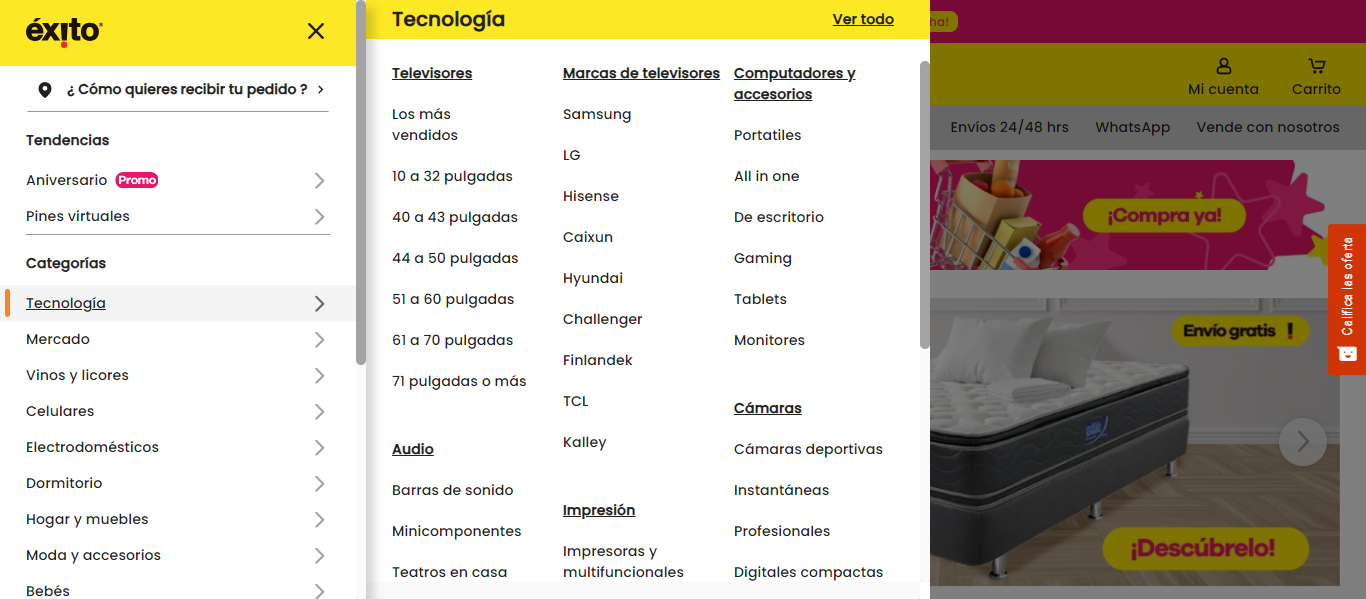 éxito
¿ Cómo quieres recibir tu pedido ?
Tendencias
Aniversario Promo
Pines virtuales
Categorías
Tecnología
Mercado
Vinos y licores
Celulares
Electrodomésticos
Dormitorio
Hogar y muebles
Moda y accesorios
Bebés
Tecnología
Ver todo
Televisores
Los más
vendidos
10 a 32 pulgadas
40 a 43 pulgadas
44 a 50 pulgadas
51 a 60 pulgadas
61 a 70 pulgadas
71 pulgadas o más
Audio
Barras de sonido
Minicomponentes
Teatros en casa
Marcas de televisores
Samsung
LG
Hisense
Caixun
Hyundai
Challenger
Finlandek
TCL
Kalley
Impresión
Impresoras y
multifuncionales
Computadores y
accesorios
Portatiles
All in one
De escritorio
Gaming
Tablets
Monitores
Cámaras
Cámaras deportivas
Instantáneas
Profesionales
Digitales compactas
Mi cuenta
Carrito
Envíos 24/48 hrs
WhatsApp
Vende con nosotros
¡Compra ya!
Envío gratis !
¡Descúbrelo!
Califica las oferta